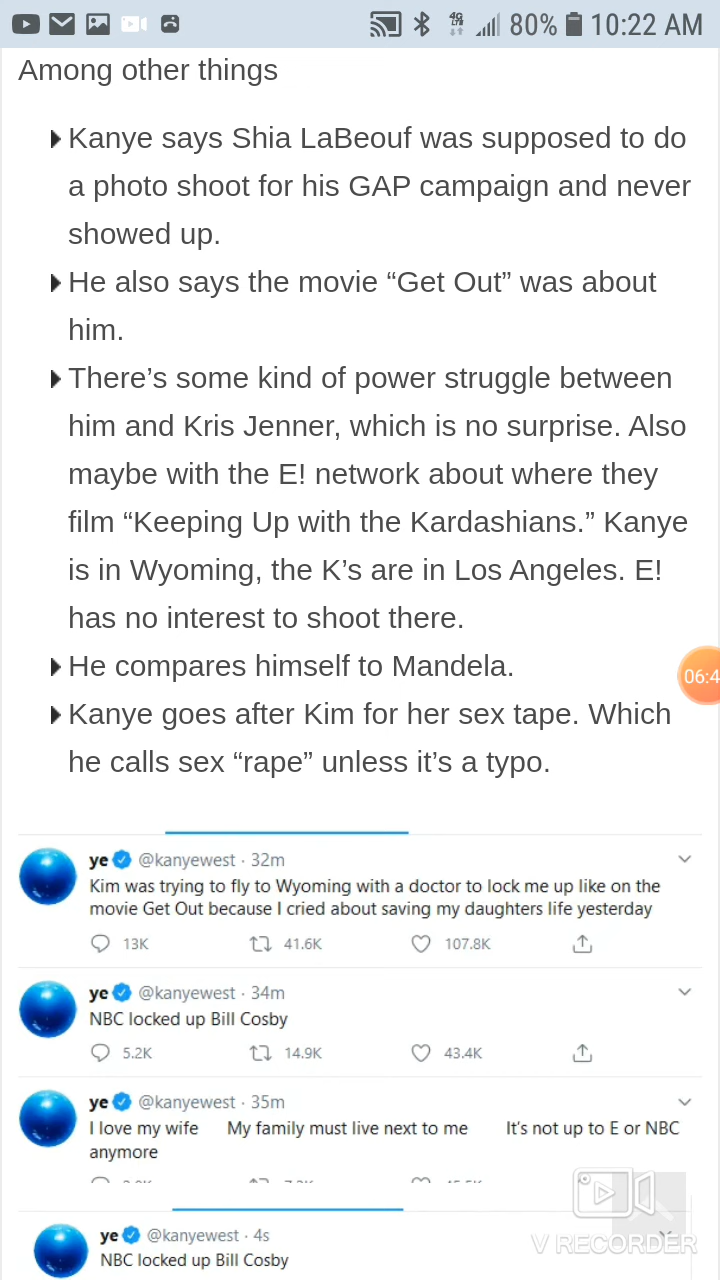 80% 10:22 AM
Among other things
Kanye says Shia LaBeouf was supposed to do
a photo shoot for his GAP campaign and never
showed up.
He also says the movie “Get Out” was about
him.
There’s some kind of power struggle between
him and Kris Jenner, which is no surprise. Also
maybe with the E! network about where they
film “Keeping Up with the Kardashians.” Kanye
is in Wyoming, the K’s are in Los Angeles. E!
has no interest to shoot there.
He compares himself to Mandela.
06:4
Kanye goes after Kim for her sex tape. Which
he calls sex “rape” unless it’s a typo.
ye @kanyewest · 32m
Kim was trying to fly to Wyoming with a doctor to lock me up like on the
movie Get Out because I cried about saving my daughters life yesterday
13K 41.6K 107.8K
ye @kanyewest · 34m
NBC locked up Bill Cosby
5.2K 14.9K 43.4K
ye @kanyewest · 35m
I love my wife My family must live next to me It's not up to E or NBC
anymore
V RECORDER
ye @kanyewest · 4s
NBC locked up Bill Cosby